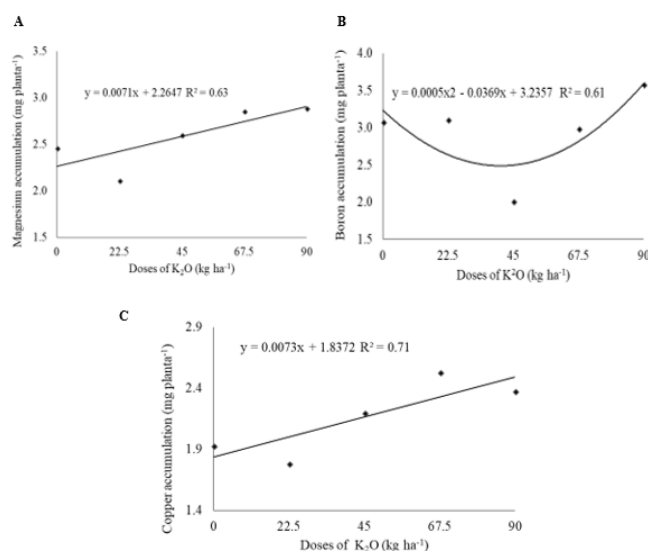 A
Magnesium accumulation (mg planta⁻¹)
3.5
3.0
2.5
2.0
1.5
y = 0.0071x + 2.2647 R² = 0.63
0 22.5 45 67.5 90
Doses of K₂O (kg ha⁻¹)
B
Boron accumulation (mg planta⁻¹)
4.0
3.5
3.0
2.5
2.0
1.5
y = 0.0005x2 - 0.0369x + 3.2357 R² = 0.61
0 22.5 45 67.5 90
Doses of K²O (kg ha⁻¹)
C
Copper accumulation (mg planta⁻¹)
2.9
2.4
1.9
1.4
y = 0.0073x + 1.8372 R² = 0.71
0 22.5 45 67.5 90
Doses of K₂O (kg ha⁻¹)